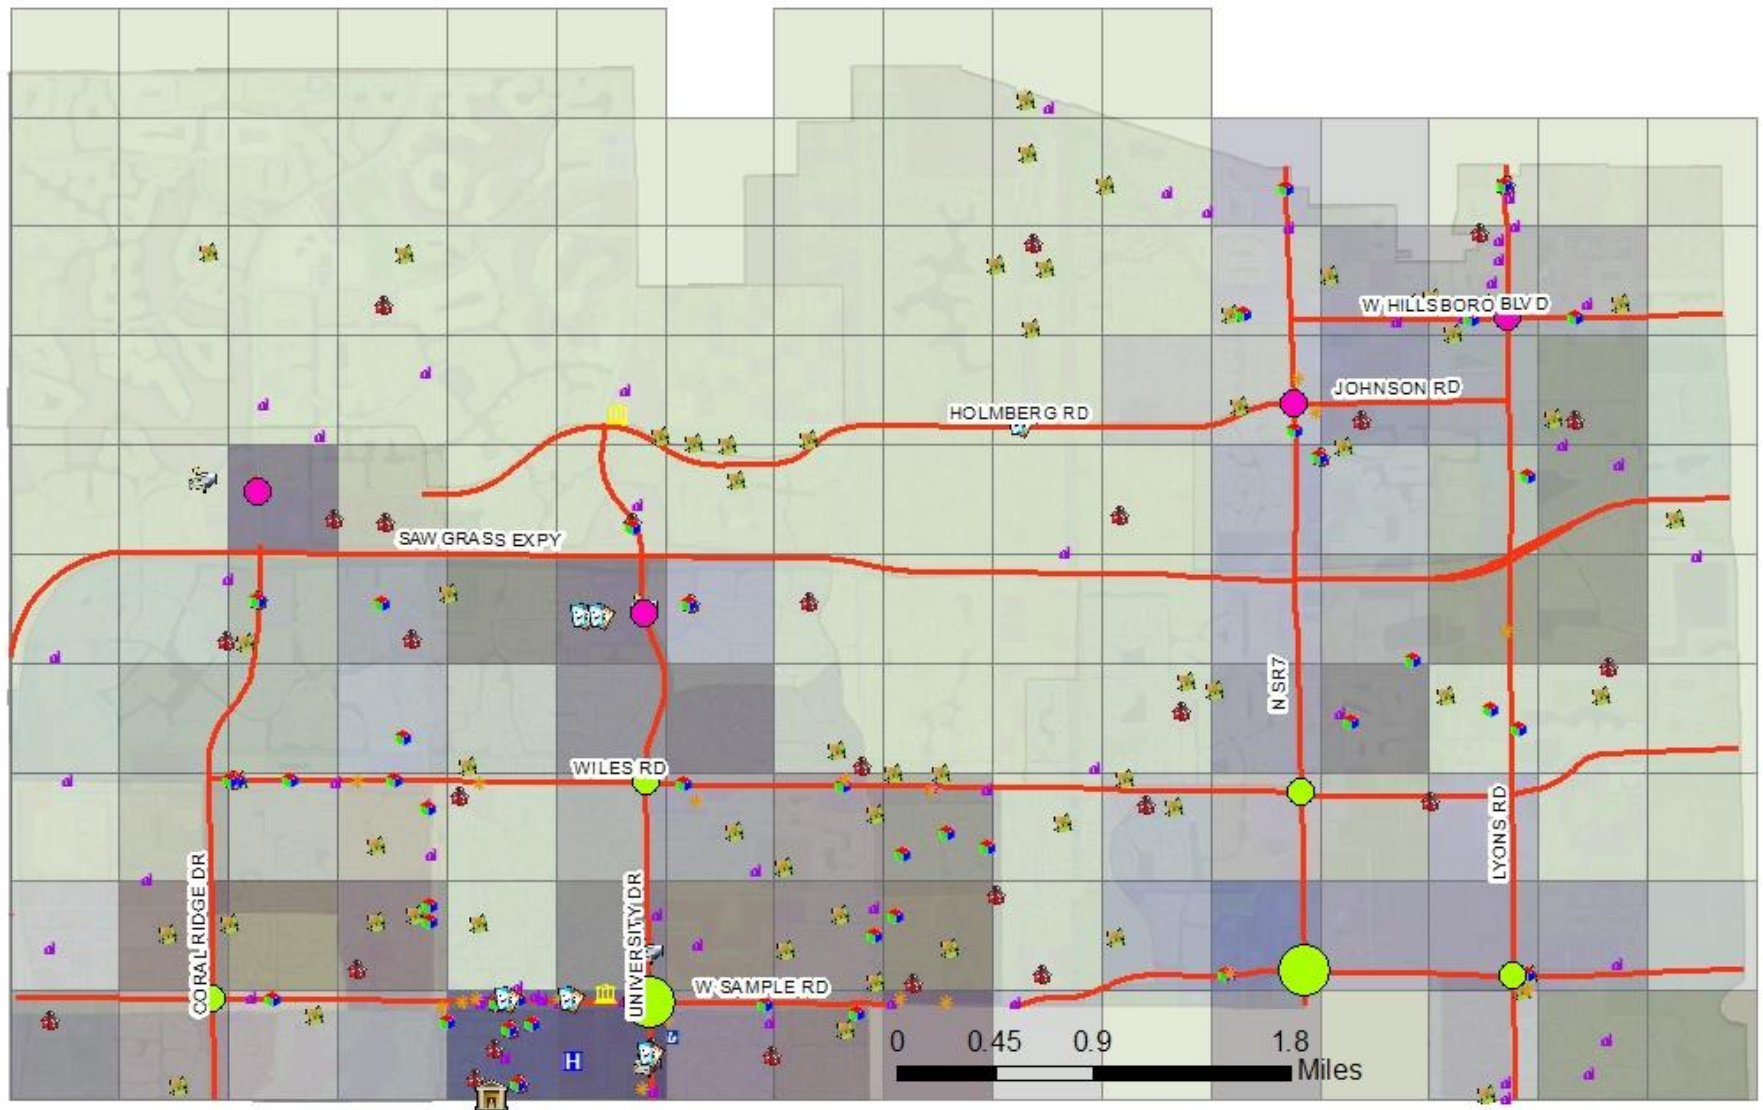 W HILLSBORO BLVD
JOHNSON RD
HOLMBERG RD
SAWGRASS EXPY
N SR7
WILES RD
LYONS RD
CORAL RIDGE DR
UNIVERSITY DR
W SAMPLE RD
0 0.45 0.9 1.8
Miles
H